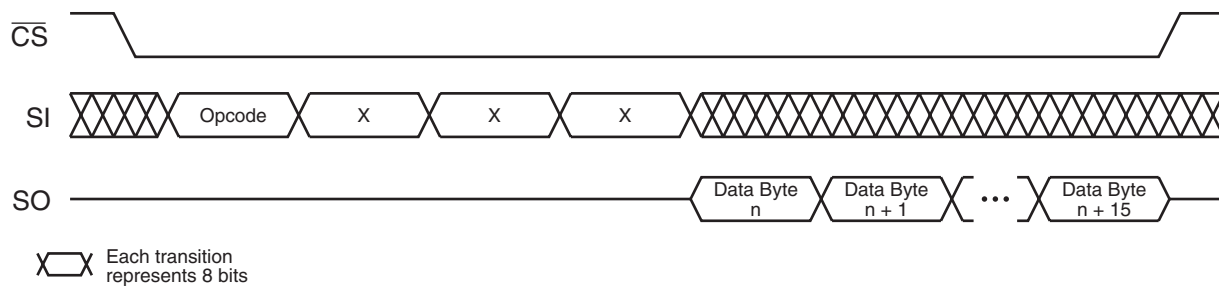 CS
SI
Opcode
X
X
X
SO
Data Byte
n
Data Byte
n + 1
•••
Data Byte
n + 15
Each transition
represents 8 bits